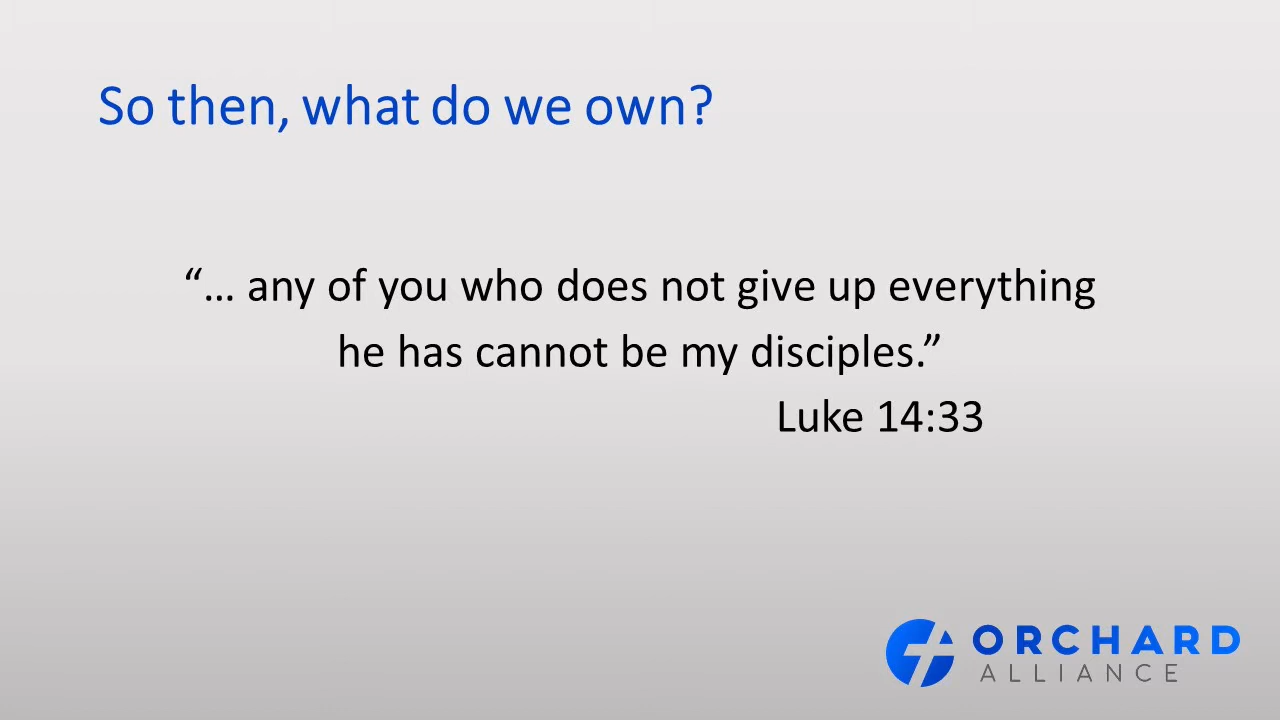 So then, what do we own?
“… any of you who does not give up everything
he has cannot be my disciples.”
Luke 14:33
ORCHARD
ALLIANCE